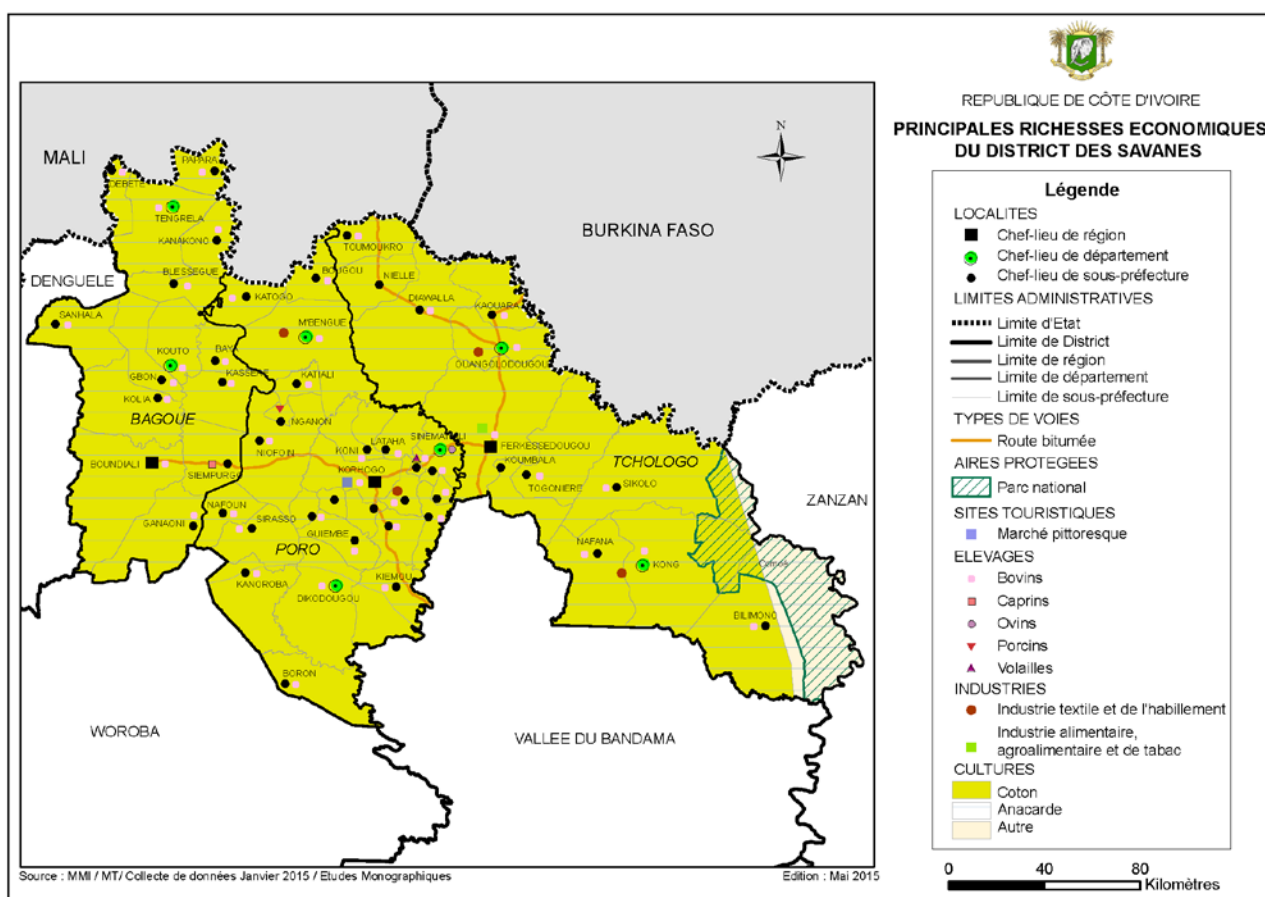 REPUBLIQUE DE CÔTE D'IVOIRE
PRINCIPALES RICHESSES ECONOMIQUES
DU DISTRICT DES SAVANES
Légende
LOCALITES
Chef-lieu de région
Chef-lieu de département
Chef-lieu de sous-préfecture
LIMITES ADMINISTRATIVES
Limite d'Etat
Limite de District
Limite de région
Limite de département
Limite de sous-préfecture
TYPES DE VOIES
Route bitumée
AIRES PROTEGEES
Parc national
SITES TOURISTIQUES
Marché pittoresque
ELEVAGES
Bovins
Caprins
Ovins
Porcins
Volailles
INDUSTRIES
Industrie textile et de l'habillement
Industrie alimentaire,
agroalimentaire et de tabac
CULTURES
Coton
Anacarde
Autre
0 40 80
Kilomètres
N
MALI
BURKINA FASO
DENGUELE
ZANZAN
WOROBA
VALLEE DU BANDAMA
PAPARA
DEBETE
TENGRELA
KANAKONO
BLESSEGUE
SANHALA
KOUTO
BAYA
GBON
KASSERE
KOLIA
BAGOUE
BOUNDIALI
SIEMPURGO
GANAONI
TOUMOUKRO
BOUGOU
NIELLE
KATOGO
DIAWALLA
KAOUARA
M'BENGUE
OUANGOLODOUGOU
KATIALI
NGANON
NIOFOIN
KONI
LATAHA
SINEMATIALI
KORHOGO
FERKESSEDOUGOU
KOUMBALA
TCHOLOGO
TOGONIERE
SIKOLO
NAFOUN
SIRASSO
GUIEMBE
PORO
NAFANA
KONG
Comoé
KANOROBA
DIKODOUGOU
KIEMOU
BILIMONO
BORON
Source : MMI / MT/ Collecte de données Janvier 2015 / Etudes Monographiques
Edition : Mai 2015